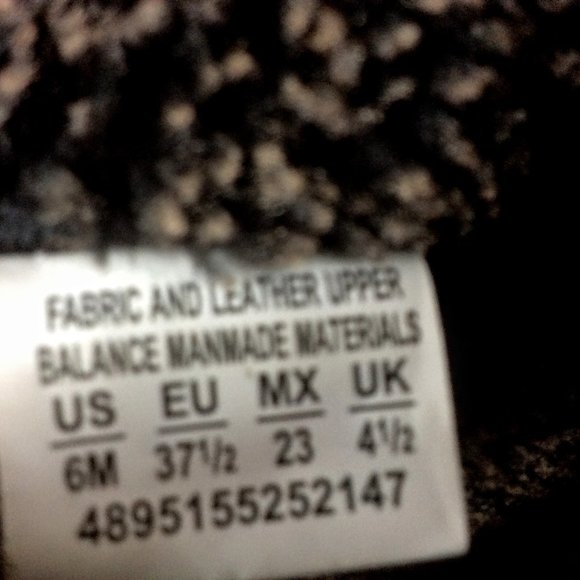 FABRIC AND LEATHER UPPER
BALANCE MANMADE MATERIALS
US EU MX UK
6M 37½ 23 4½
4895155252147